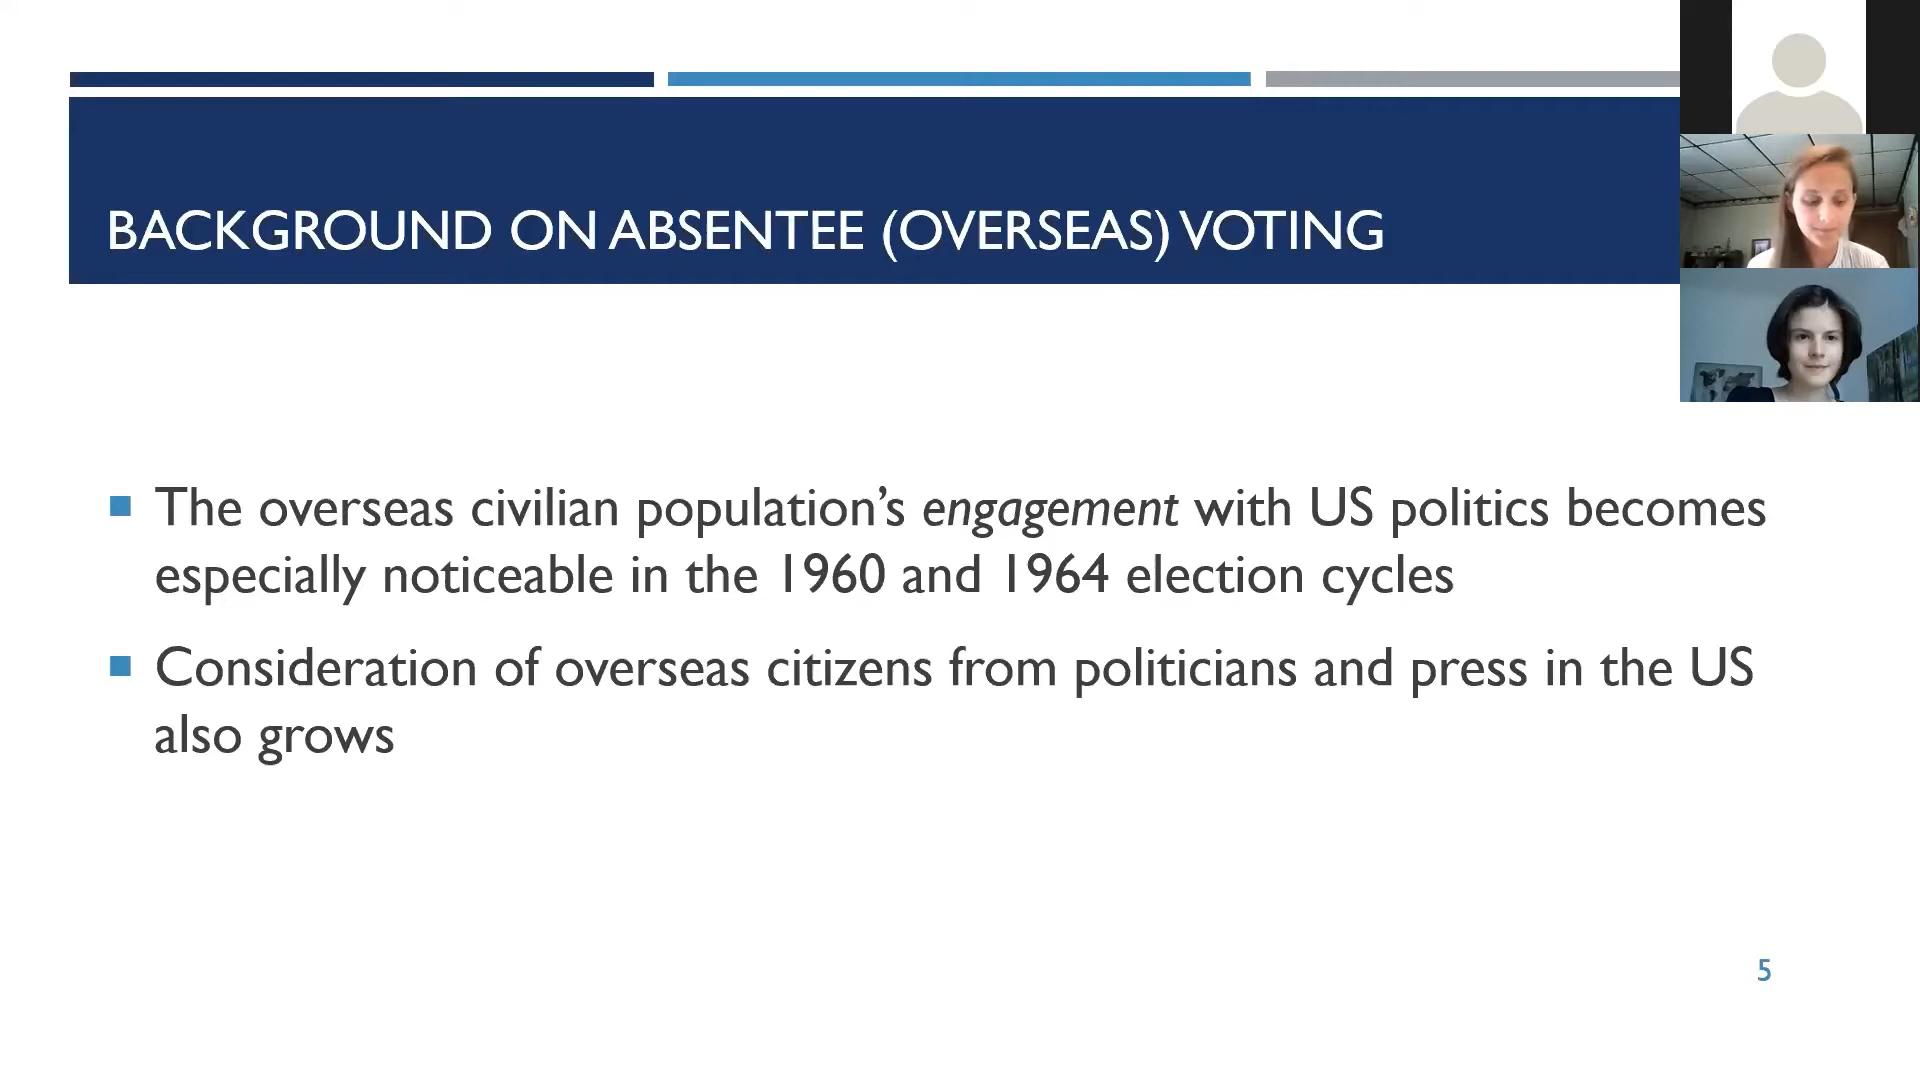 BACKGROUND ON ABSENTEE (OVERSEAS) VOTING
The overseas civilian population’s engagement with US politics becomes
especially noticeable in the 1960 and 1964 election cycles
Consideration of overseas citizens from politicians and press in the US
also grows
5